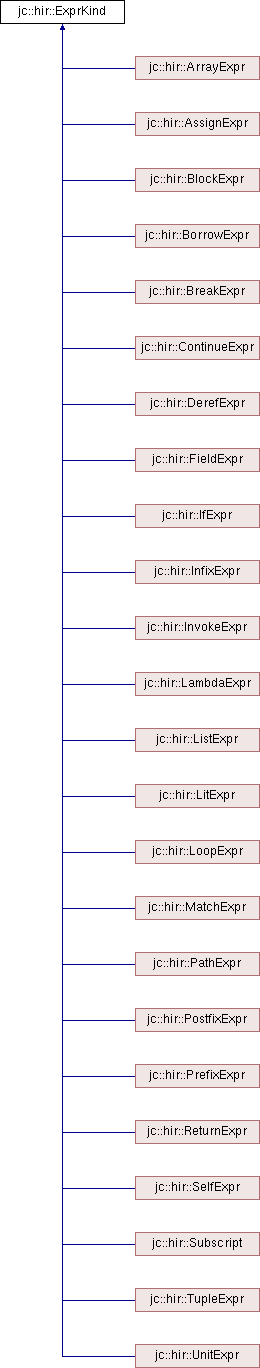 jc::hir::ExprKind
jc::hir::ArrayExpr
jc::hir::AssignExpr
jc::hir::BlockExpr
jc::hir::BorrowExpr
jc::hir::BreakExpr
jc::hir::ContinueExpr
jc::hir::DerefExpr
jc::hir::FieldExpr
jc::hir::IfExpr
jc::hir::InfixExpr
jc::hir::InvokeExpr
jc::hir::LambdaExpr
jc::hir::ListExpr
jc::hir::LitExpr
jc::hir::LoopExpr
jc::hir::MatchExpr
jc::hir::PathExpr
jc::hir::PostfixExpr
jc::hir::PrefixExpr
jc::hir::ReturnExpr
jc::hir::SelfExpr
jc::hir::Subscript
jc::hir::TupleExpr
jc::hir::UnitExpr